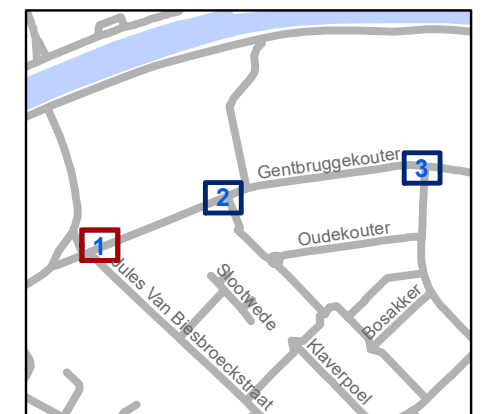 Gentbruggekouter
3
2
Oudekouter
1
Slootwede
Jules Van Biesbroeckstraat
Bosakker
Klaverpoel